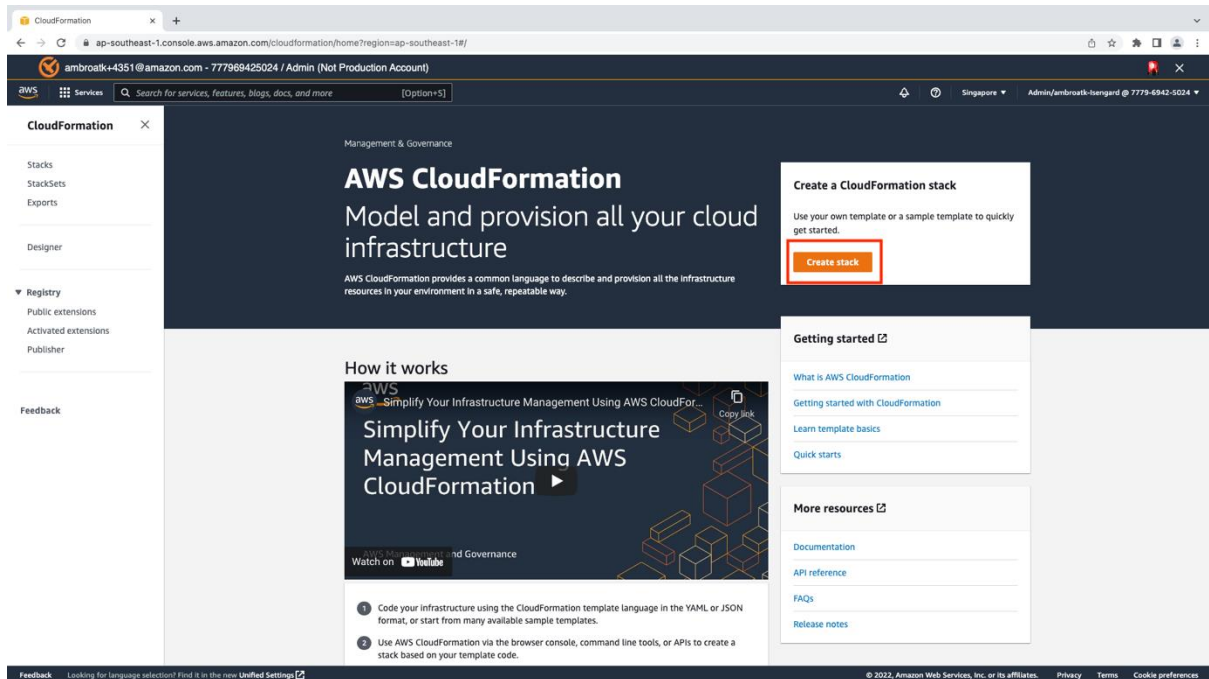 CloudFormation
ap-southeast-1.console.aws.amazon.com/cloudformation/home?region=ap-southeast-1#/
ambroatk+4351@amazon.com - 777969425024 / Admin (Not Production Account)
aws
Services
Search for services, features, blogs, docs, and more
[Option+S]
Singapore
Admin/ambroatk-Isengard @ 7779-6942-5024
CloudFormation
Stacks
StackSets
Exports
Designer
Registry
Public extensions
Activated extensions
Publisher
Feedback
Management & Governance
AWS CloudFormation
Model and provision all your cloud
infrastructure
AWS CloudFormation provides a common language to describe and provision all the infrastructure
resources in your environment in a safe, repeatable way.
Create a CloudFormation stack
Use your own template or a sample template to quickly
get started.
Create stack
How it works
aws
aws
Simplify Your Infrastructure Management Using AWS CloudFor...
Copy link
Simplify Your Infrastructure
Management Using AWS
CloudFormation
AWS Management and Governance
Watch on YouTube
1 Code your infrastructure using the CloudFormation template language in the YAML or JSON
format, or start from many available sample templates.
2 Use AWS CloudFormation via the browser console, command line tools, or APIs to create a
stack based on your template code.
Getting started
What is AWS CloudFormation
Getting started with CloudFormation
Learn template basics
Quick starts
More resources
Documentation
API reference
FAQs
Release notes
Feedback
Looking for language selection? Find it in the new Unified Settings
© 2022, Amazon Web Services, Inc. or its affiliates.
Privacy
Terms
Cookie preferences